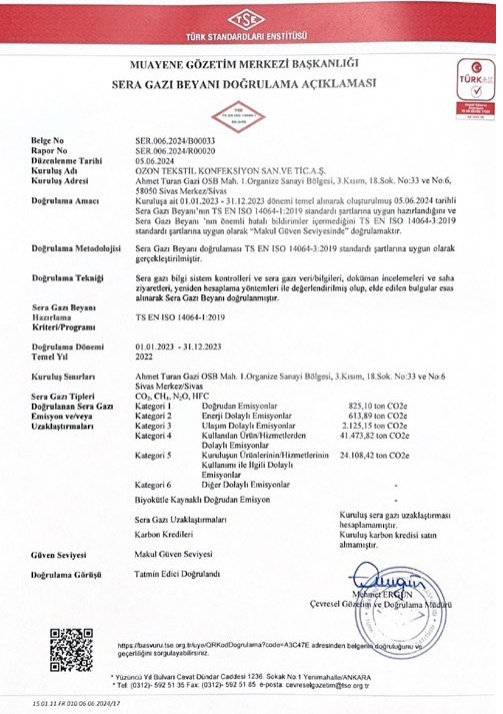 TSE
TÜRK STANDARDLARI ENSTİTÜSÜ
MUAYENE GÖZETİM MERKEZİ BAŞKANLIĞI
SERA GAZI BEYANI DOĞRULAMA AÇIKLAMASI
TÜRKAK
Belge No SER.006.2024/B00033
Rapor No SER.006.2024/R00020
Düzenlenme Tarihi 05.06.2024
Kuruluş Adı OZON TEKSTİL KONFEKSİYON SAN.VE TİC.A.Ş.
Kuruluş Adresi Ahmet Turan Gazi OSB Mah. 1.Organize Sanayi Bölgesi, 3.Kısım, 18.Sok. No:33 ve No:6,
58050 Sivas Merkez/Sivas
Doğrulama Amacı Kuruluşa ait 01.01.2023 - 31.12.2023 dönemi temel alınarak oluşturulmuş 05.06.2024 tarihli
Sera Gazı Beyanı'nın TS EN ISO 14064-1:2019 standardı şartlarına uygun hazırlandığını ve
Sera Gazı Beyanı 'nın önemli hatalı bildirimler içermediğini TS EN ISO 14064-3:2019
standardı şartlarına uygun olarak “Makul Güven Seviyesinde” doğrulamaktır.
Doğrulama Metodolojisi Sera Gazı Beyanı doğrulaması TS EN ISO 14064-3:2019 standardı şartlarına uygun olarak
gerçekleştirilmiştir.
Doğrulama Tekniği Sera gazı bilgi sistem kontrolleri ve sera gazı veri/bilgileri, doküman incelemeleri ve saha
ziyaretleri, yeniden hesaplama yöntemleri ile değerlendirilmiş olup, elde edilen bulgular esas
alınarak Sera Gazı Beyanı doğrulanmıştır.
Sera Gazı Beyanı
Hazırlama TS EN ISO 14064-1:2019
Kriteri/Programı
Doğrulama Dönemi 01.01.2023 - 31.12.2023
Temel Yıl 2022
Kuruluş Sınırları Ahmet Turan Gazi OSB Mah. 1.Organize Sanayi Bölgesi, 3.Kısım, 18.Sok. No:33 ve No:6
Sivas Merkez/Sivas
Sera Gazı Tipleri CO₂, CH₄, N₂O, HFC
Doğrulanan Sera Gazı Kategori 1 Doğrudan Emisyonlar 825,10 ton CO2e
Emisyon ve/veya Kategori 2 Enerji Dolaylı Emisyonlar 613,89 ton CO2e
Uzaklaştırmaları Kategori 3 Ulaşım Dolaylı Emisyonlar 2.125,15 ton CO2e
Kategori 4 Kullanılan Ürün/Hizmetlerden 41.473,82 ton CO2e
Dolaylı Emisyonlar
Kategori 5 Kuruluşun Ürünlerinin/Hizmetlerinin 24.108,42 ton CO2e
Kullanımı ile İlgili Dolaylı
Emisyonlar
Kategori 6 Diğer Dolaylı Emisyonlar -
Biyokütle Kaynaklı Doğrudan Emisyon -
Sera Gazı Uzaklaştırmaları Kuruluş sera gazı uzaklaştırması
hesaplamamıştır.
Karbon Kredileri Kuruluş karbon kredisi satın
almamıştır.
Güven Seviyesi Makul Güven Seviyesi
Doğrulama Görüşü Tatmin Edici Doğrulandı
Mehmet ERGÜN
Çevresel Gözetim ve Doğrulama Müdürü
https://basvuru.tse.org.tr/uye/QRKodDogrulama?code=A3C47E adresinden belgenin doğruluğunu ve
geçerliliğini sorgulayabilirsiniz.
* Yüzüncü Yıl Bulvarı Cevat Dündar Caddesi 1236. Sokak No:1 Yenimahalle/ANKARA
* Tel: (0312)- 592 51 35 Fax: (0312)- 592 51 85 e-posta cevreselgozetim@tse.org.tr
15.01.11.FR.010 06.06.2024/17